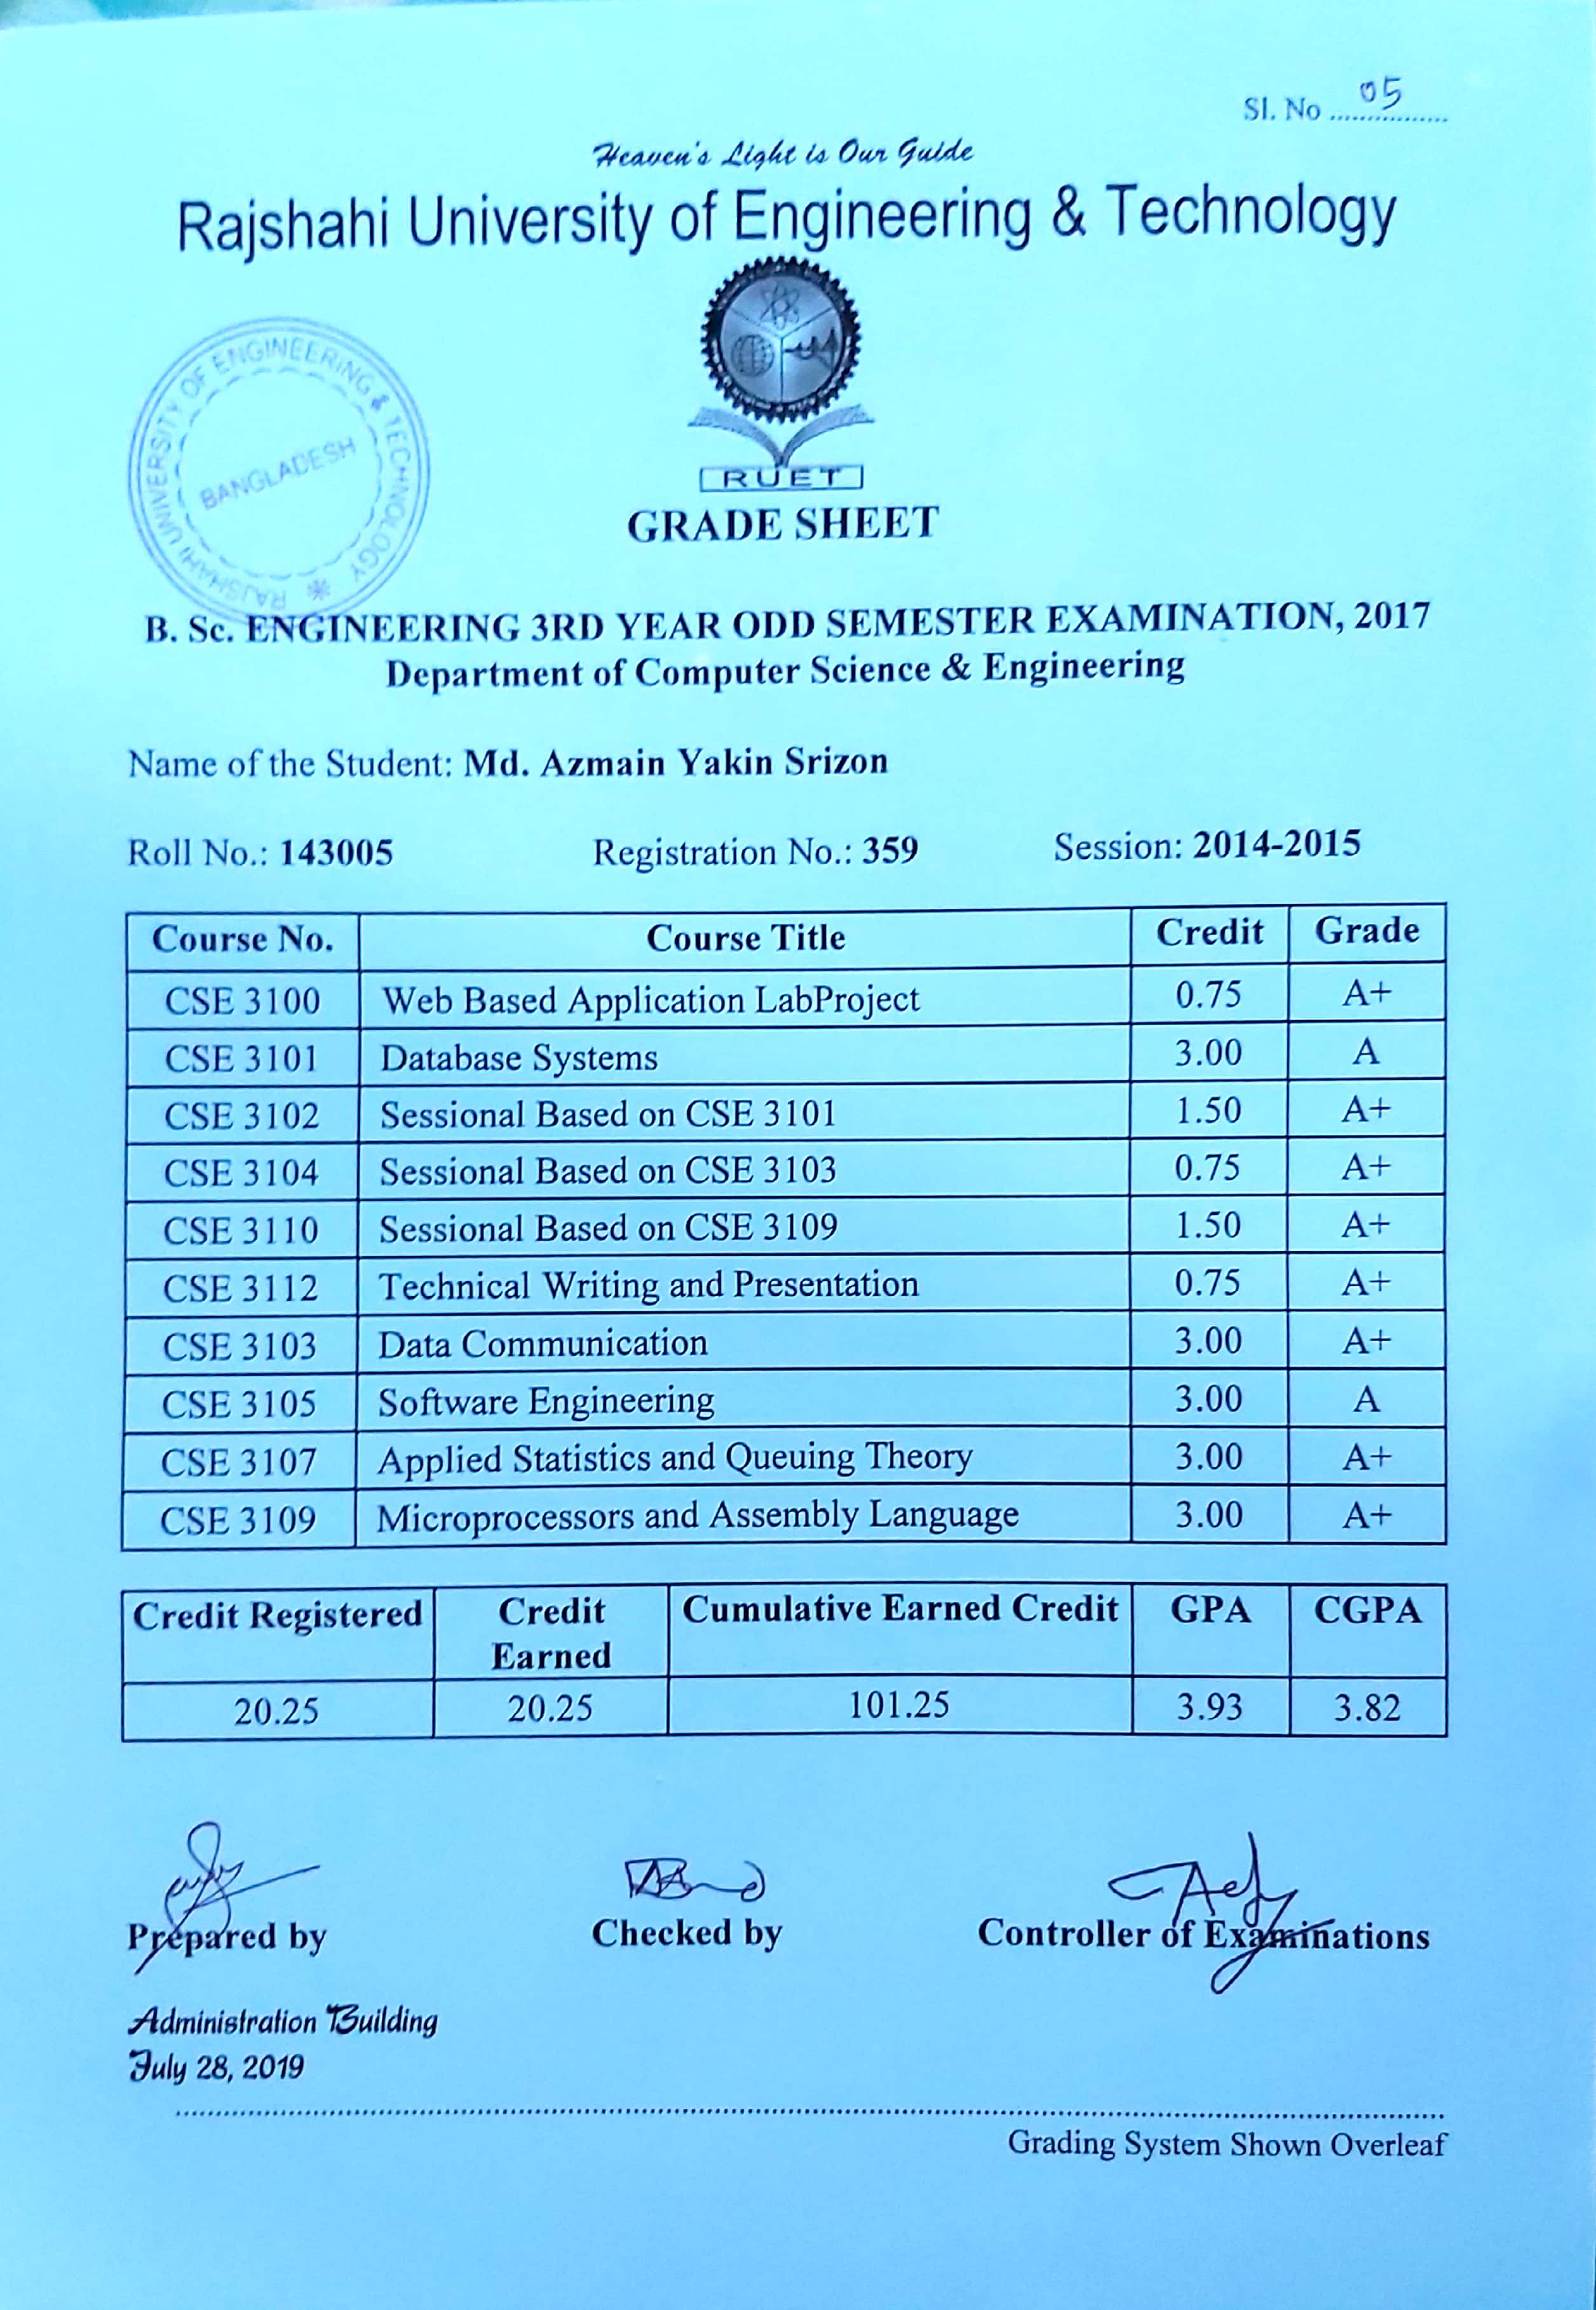 Sl. No ................ 05
Heaven's Light is Our Guide
Rajshahi University of Engineering & Technology
RAJSHAHI UNIVERSITY OF ENGINEERING & TECHNOLOGY
BANGLADESH
RUET
GRADE SHEET
B. Sc. ENGINEERING 3RD YEAR ODD SEMESTER EXAMINATION, 2017
Department of Computer Science & Engineering
Name of the Student: Md. Azmain Yakin Srizon
Roll No.: 143005 Registration No.: 359 Session: 2014-2015
Course No. Course Title Credit Grade
CSE 3100 Web Based Application LabProject 0.75 A+
CSE 3101 Database Systems 3.00 A
CSE 3102 Sessional Based on CSE 3101 1.50 A+
CSE 3104 Sessional Based on CSE 3103 0.75 A+
CSE 3110 Sessional Based on CSE 3109 1.50 A+
CSE 3112 Technical Writing and Presentation 0.75 A+
CSE 3103 Data Communication 3.00 A+
CSE 3105 Software Engineering 3.00 A
CSE 3107 Applied Statistics and Queuing Theory 3.00 A+
CSE 3109 Microprocessors and Assembly Language 3.00 A+
Credit Registered Credit Earned Cumulative Earned Credit GPA CGPA
20.25 20.25 101.25 3.93 3.82
Prepared by Checked by Controller of Examinations
Administration Building
July 28, 2019
Grading System Shown Overleaf